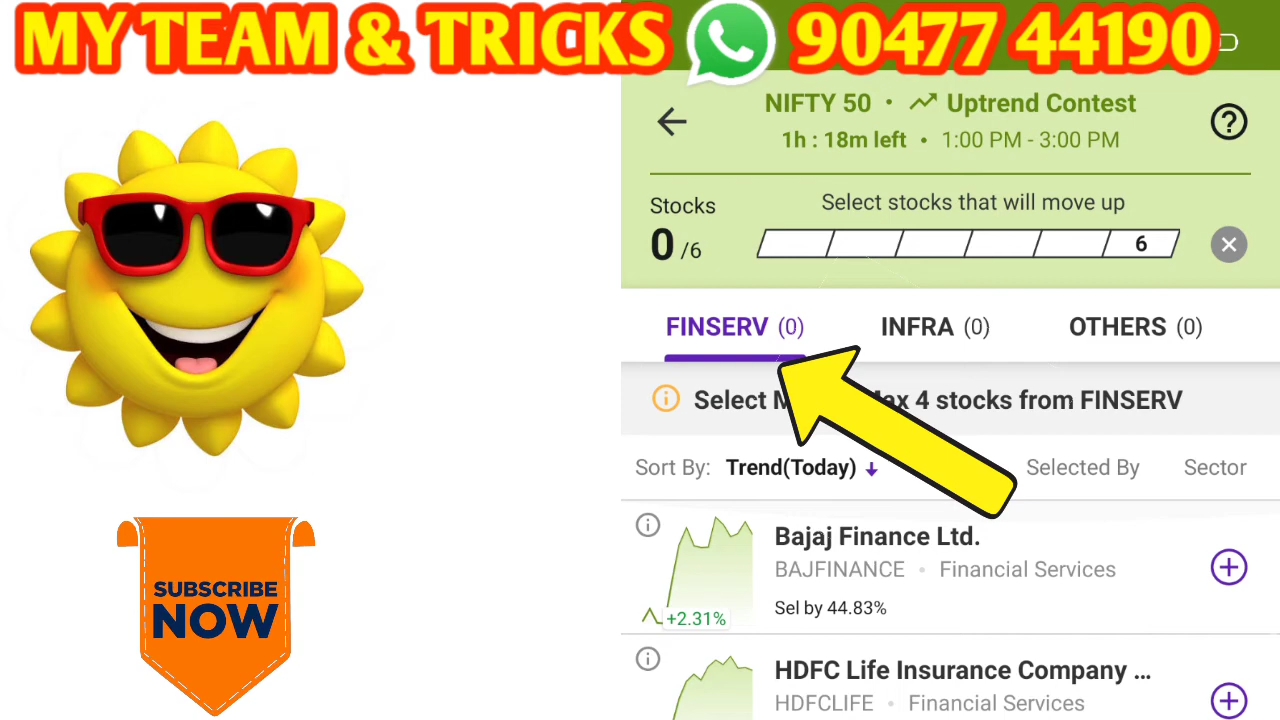 MY TEAM & TRICKS 90477 44190
NIFTY 50 • Uptrend Contest
1h : 18m left • 1:00 PM - 3:00 PM
Stocks
Select stocks that will move up
0 /6
6
FINSERV (0)
INFRA (0)
OTHERS (0)
Select 4 stocks from FINSERV
Sort By: Trend(Today)
Selected By
Sector
Bajaj Finance Ltd.
BAJFINANCE • Financial Services
Sel by 44.83%
+2.31%
HDFC Life Insurance Company ...
HDFCLIFE • Financial Services
SUBSCRIBE
NOW